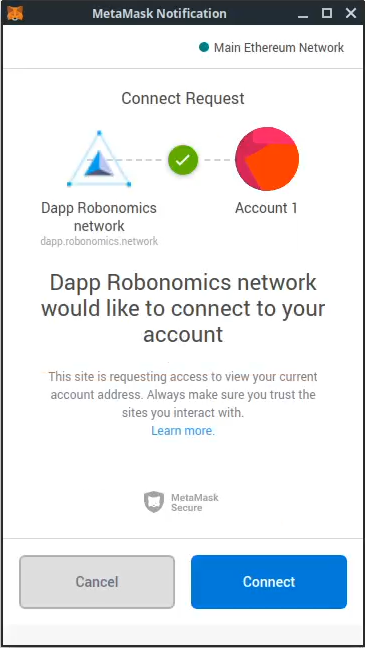 MetaMask Notification
Main Ethereum Network
Connect Request
Dapp Robonomics
network
dapp.robonomics.network
Account 1
Dapp Robonomics network
would like to connect to your
account
This site is requesting access to view your current
account address. Always make sure you trust the
sites you interact with.
Learn more.
MetaMask
Secure
Cancel
Connect